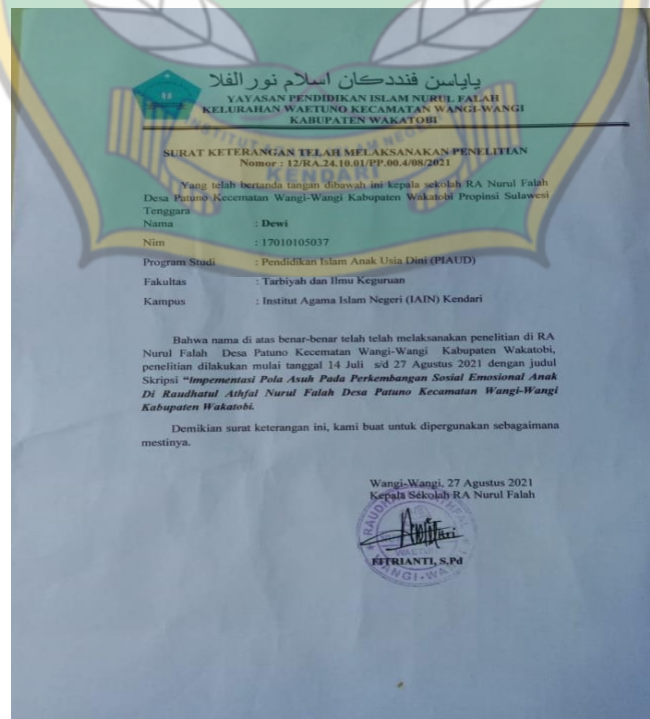 ياياسن فنددكان اسلام نور الفلا
YAYASAN PENDIDIKAN ISLAM NURUL FALAH
KELURAHAN WAETUNO KECAMATAN WANGI-WANGI
KABUPATEN WAKATOBI
SURAT KETERANGAN TELAH MELAKSANAKAN PENELITIAN
Nomor : 12/RA.24.10.01/PP.00.4/08/2021
INSTITUT AGAMA ISLAM NEGERI
KENDARI
Yang telah bertanda tangan dibawah ini kepala sekolah RA Nurul Falah
Desa Patuno Kecematan Wangi-Wangi Kabupaten Wakatobi Propinsi Sulawesi
Tenggara
Nama : Dewi
Nim : 17010105037
Program Studi : Pendidikan Islam Anak Usia Dini (PIAUD)
Fakultas : Tarbiyah dan Ilmu Keguruan
Kampus : Institut Agama Islam Negeri (IAIN) Kendari
Bahwa nama di atas benar-benar telah telah melaksanakan penelitian di RA
Nurul Falah Desa Patuno Kecematan Wangi-Wangi Kabupaten Wakatobi,
penelitian dilakukan mulai tanggal 14 Juli s/d 27 Agustus 2021 dengan judul
Skripsi "Impementasi Pola Asuh Pada Perkembangan Sosial Emosional Anak
Di Raudhatul Athfal Nurul Falah Desa Patuno Kecamatan Wangi-Wangi
Kabupaten Wakatobi.
Demikian surat keterangan ini, kami buat untuk dipergunakan sebagaimana
mestinya.
Wangi-Wangi, 27 Agustus 2021
Kepala Sekolah RA Nurul Falah
FITRIANTI, S.Pd